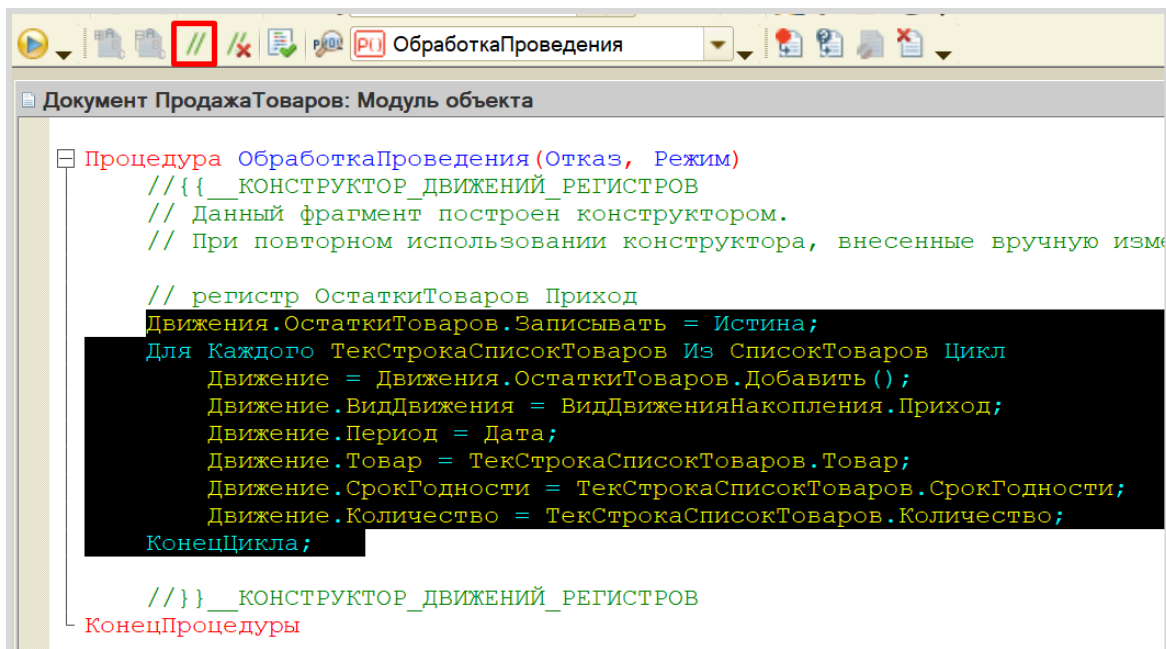 // // P() P() ОбработкаПроведения
Документ ПродажаТоваров: Модуль объекта
Процедура ОбработкаПроведения(Отказ, Режим)
//{{__КОНСТРУКТОР_ДВИЖЕНИЙ_РЕГИСТРОВ
// Данный фрагмент построен конструктором.
// При повторном использовании конструктора, внесенные вручную изме
// регистр ОстаткиТоваров Приход
Движения.ОстаткиТоваров.Записывать = Истина;
Для Каждого ТекСтрокаСписокТоваров Из СписокТоваров Цикл
Движение = Движения.ОстаткиТоваров.Добавить();
Движение.ВидДвижения = ВидДвиженияНакопления.Приход;
Движение.Период = Дата;
Движение.Товар = ТекСтрокаСписокТоваров.Товар;
Движение.СрокГодности = ТекСтрокаСписокТоваров.СрокГодности;
Движение.Количество = ТекСтрокаСписокТоваров.Количество;
КонецЦикла;
//}}__КОНСТРУКТОР_ДВИЖЕНИЙ_РЕГИСТРОВ
КонецПроцедуры